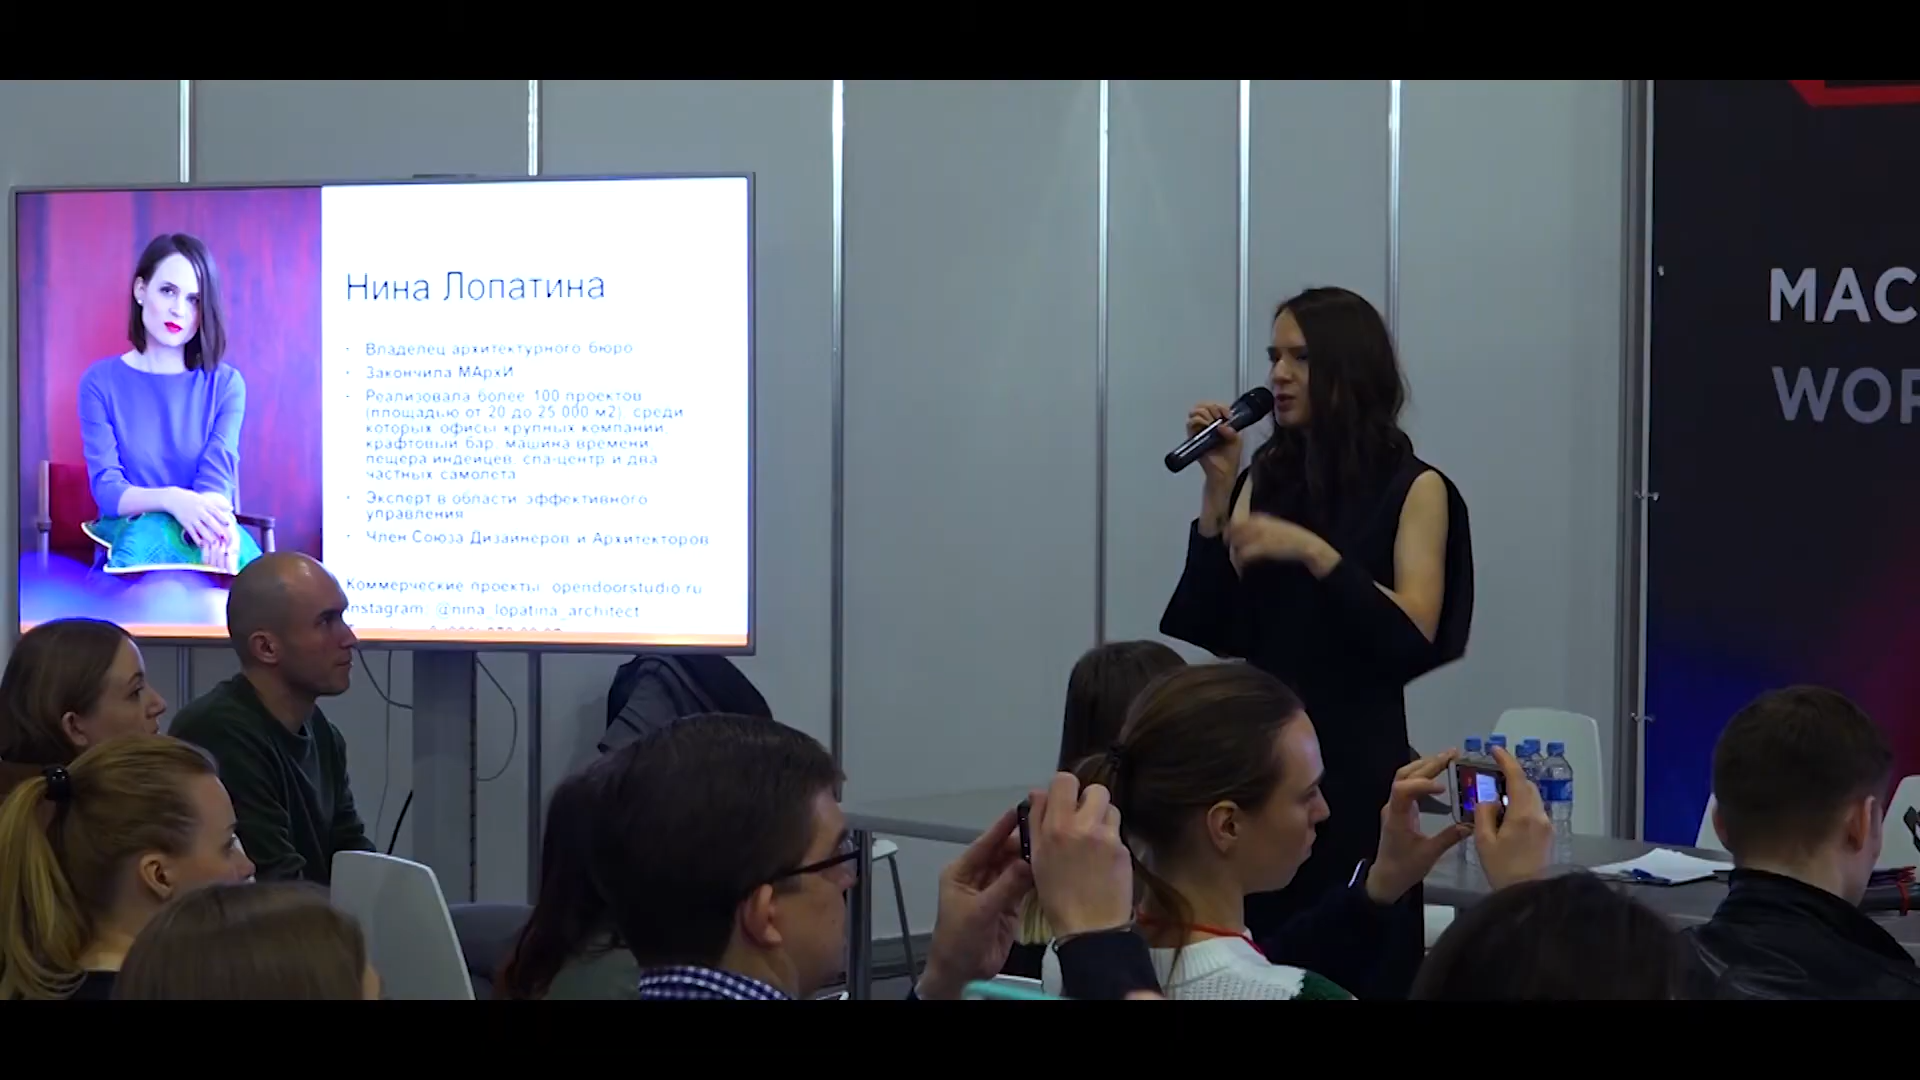 Нина Лопатина
- Владелец архитектурного бюро
- Закончила МАрхИ
- Реализовала более 100 проектов
(площадью от 20 до 25 000 м2), среди
которых офисы крупных компаний,
крафтовый бар, машина времени,
пещера индейцев, спа-центр и два
частных самолета
- Эксперт в области эффективного
управления
- Член Союза Дизайнеров и Архитекторов
Коммерческие проекты: opendoorstudio.ru
Instagram: @nina_lopatina_architect
МАС
WOR